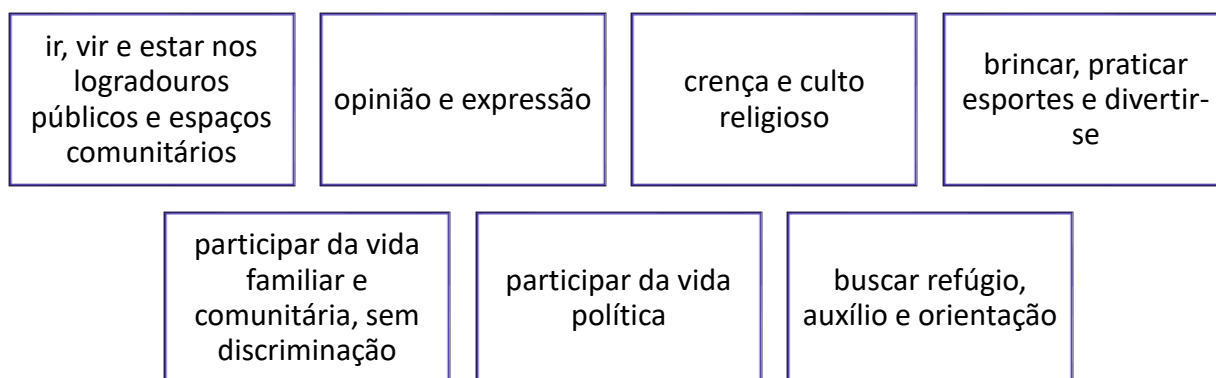 ir, vir e estar nos
logradouros
públicos e espaços
comunitários
opinião e expressão
crença e culto
religioso
brincar, praticar
esportes e divertir-
se
participar da vida
familiar e
comunitária, sem
discriminação
participar da vida
política
buscar refúgio,
auxílio e orientação